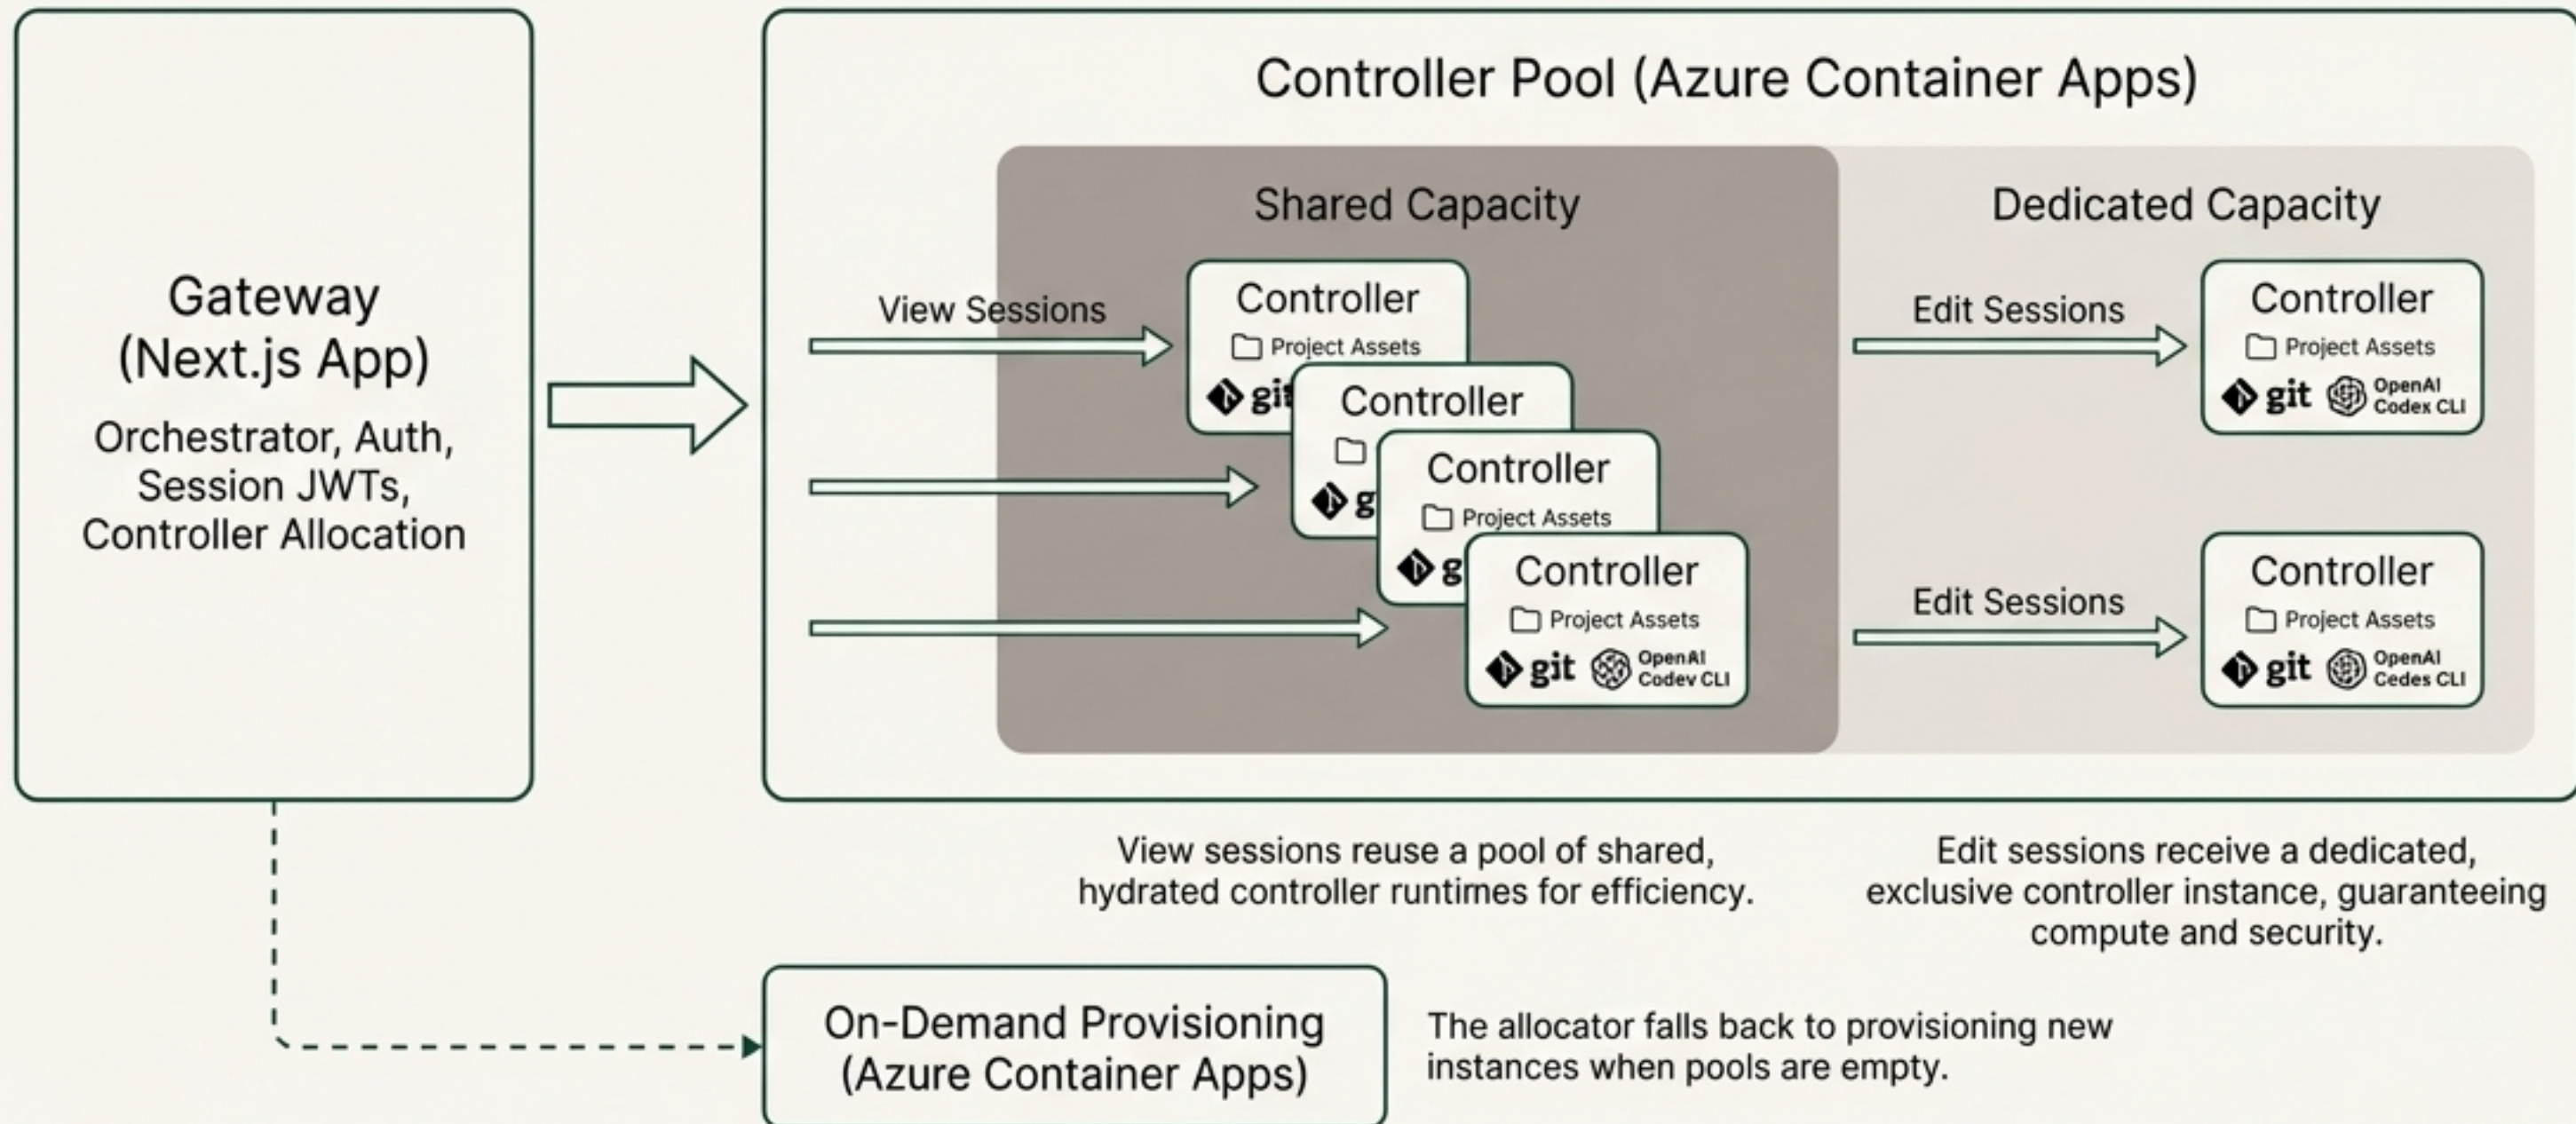 Gateway
(Next.js App)
Orchestrator, Auth,
Session JWTs,
Controller Allocation
Controller Pool (Azure Container Apps)
Shared Capacity
View Sessions
Controller
Project Assets
git
Controller
g
Controller
Project Assets
g
Controller
Project Assets
git
OpenAI
Codev CLI
Dedicated Capacity
Edit Sessions
Controller
Project Assets
git
OpenAI
Codex CLI
Edit Sessions
Controller
Project Assets
git
OpenAI
Cedes CLI
View sessions reuse a pool of shared,
hydrated controller runtimes for efficiency.
Edit sessions receive a dedicated,
exclusive controller instance, guaranteeing
compute and security.
On-Demand Provisioning
(Azure Container Apps)
The allocator falls back to provisioning new
instances when pools are empty.